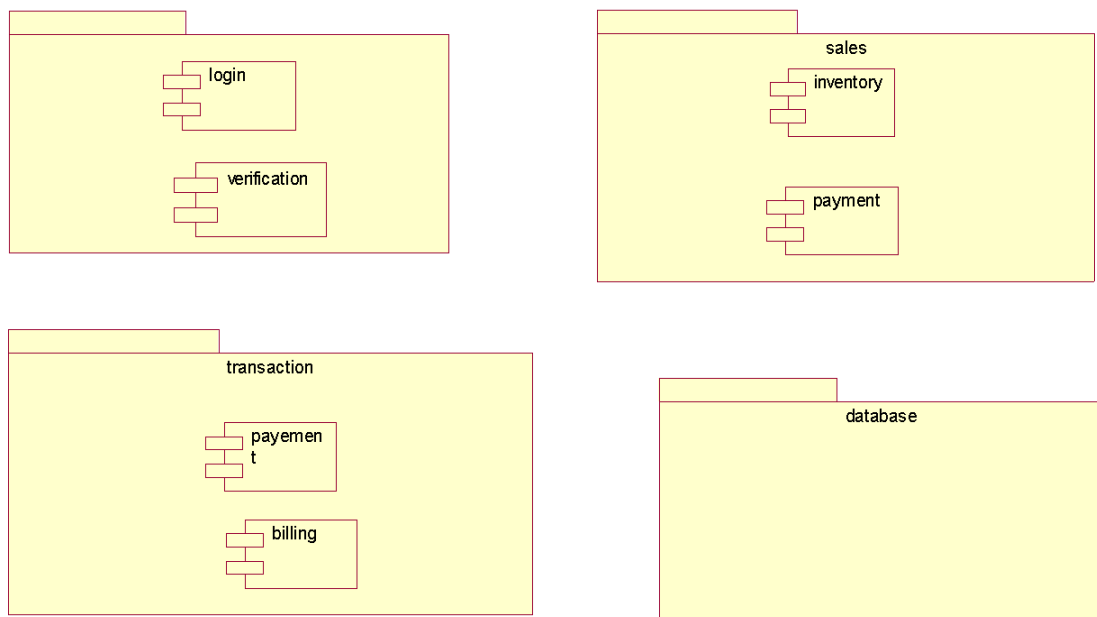 login
verification
sales
inventory
payment
transaction
payemen
t
billing
database